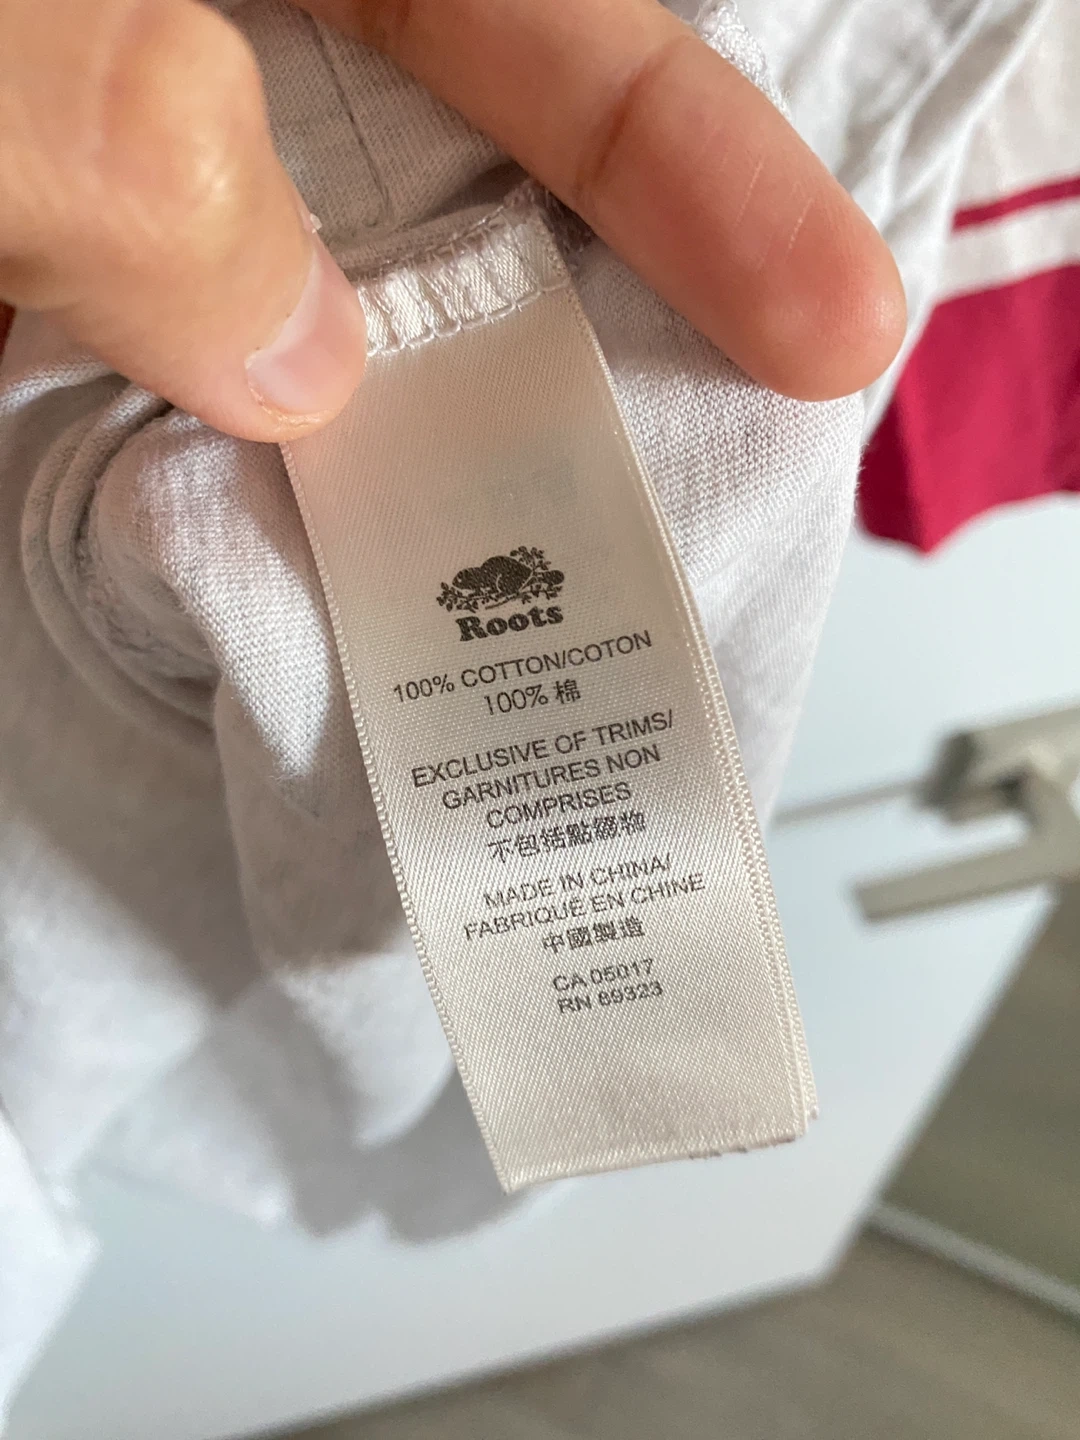 Roots
100% COTTON/COTON
100% 棉
EXCLUSIVE OF TRIMS/
GARNITURES NON
COMPRISES
不包括點綴物
MADE IN CHINA/
FABRIQUÉ EN CHINE
中國製造
CA 05017
RN 89323